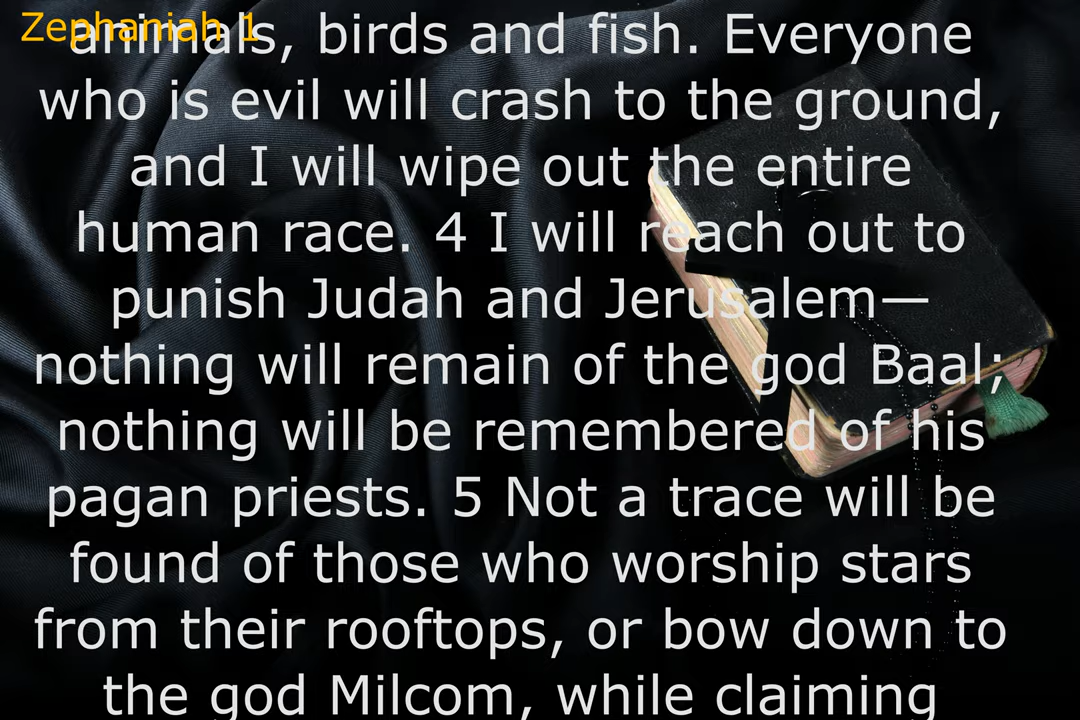 Zephaniah 1
animals, birds and fish. Everyone
who is evil will crash to the ground,
and I will wipe out the entire
human race. 4 I will reach out to
punish Judah and Jerusalem—
nothing will remain of the god Baal;
nothing will be remembered of his
pagan priests. 5 Not a trace will be
found of those who worship stars
from their rooftops, or bow down to
the god Milcom, while claiming